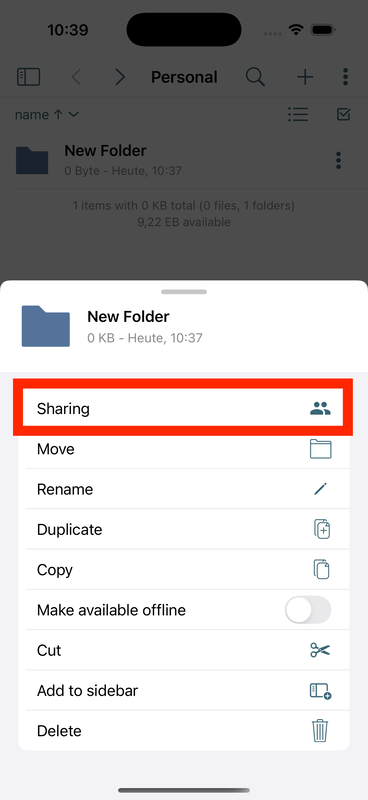 10:39
Personal
name ↑
New Folder
0 Byte - Heute, 10:37
1 items with 0 KB total (0 files, 1 folders)
9,22 EB available
New Folder
0 KB - Heute, 10:37
Sharing
Move
Rename
Duplicate
Copy
Make available offline
Cut
Add to sidebar
Delete